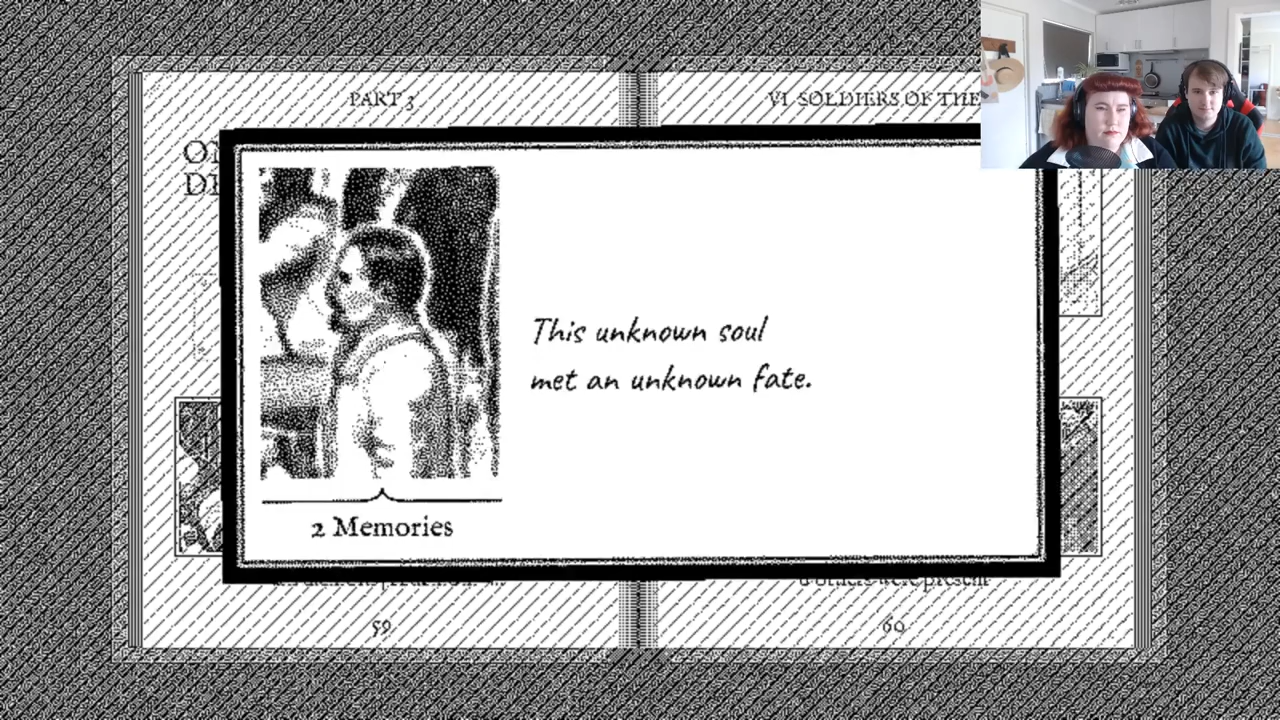 PART 3
VI SOLDIERS OF THE
This unknown soul
met an unknown fate.
2 Memories
59
60